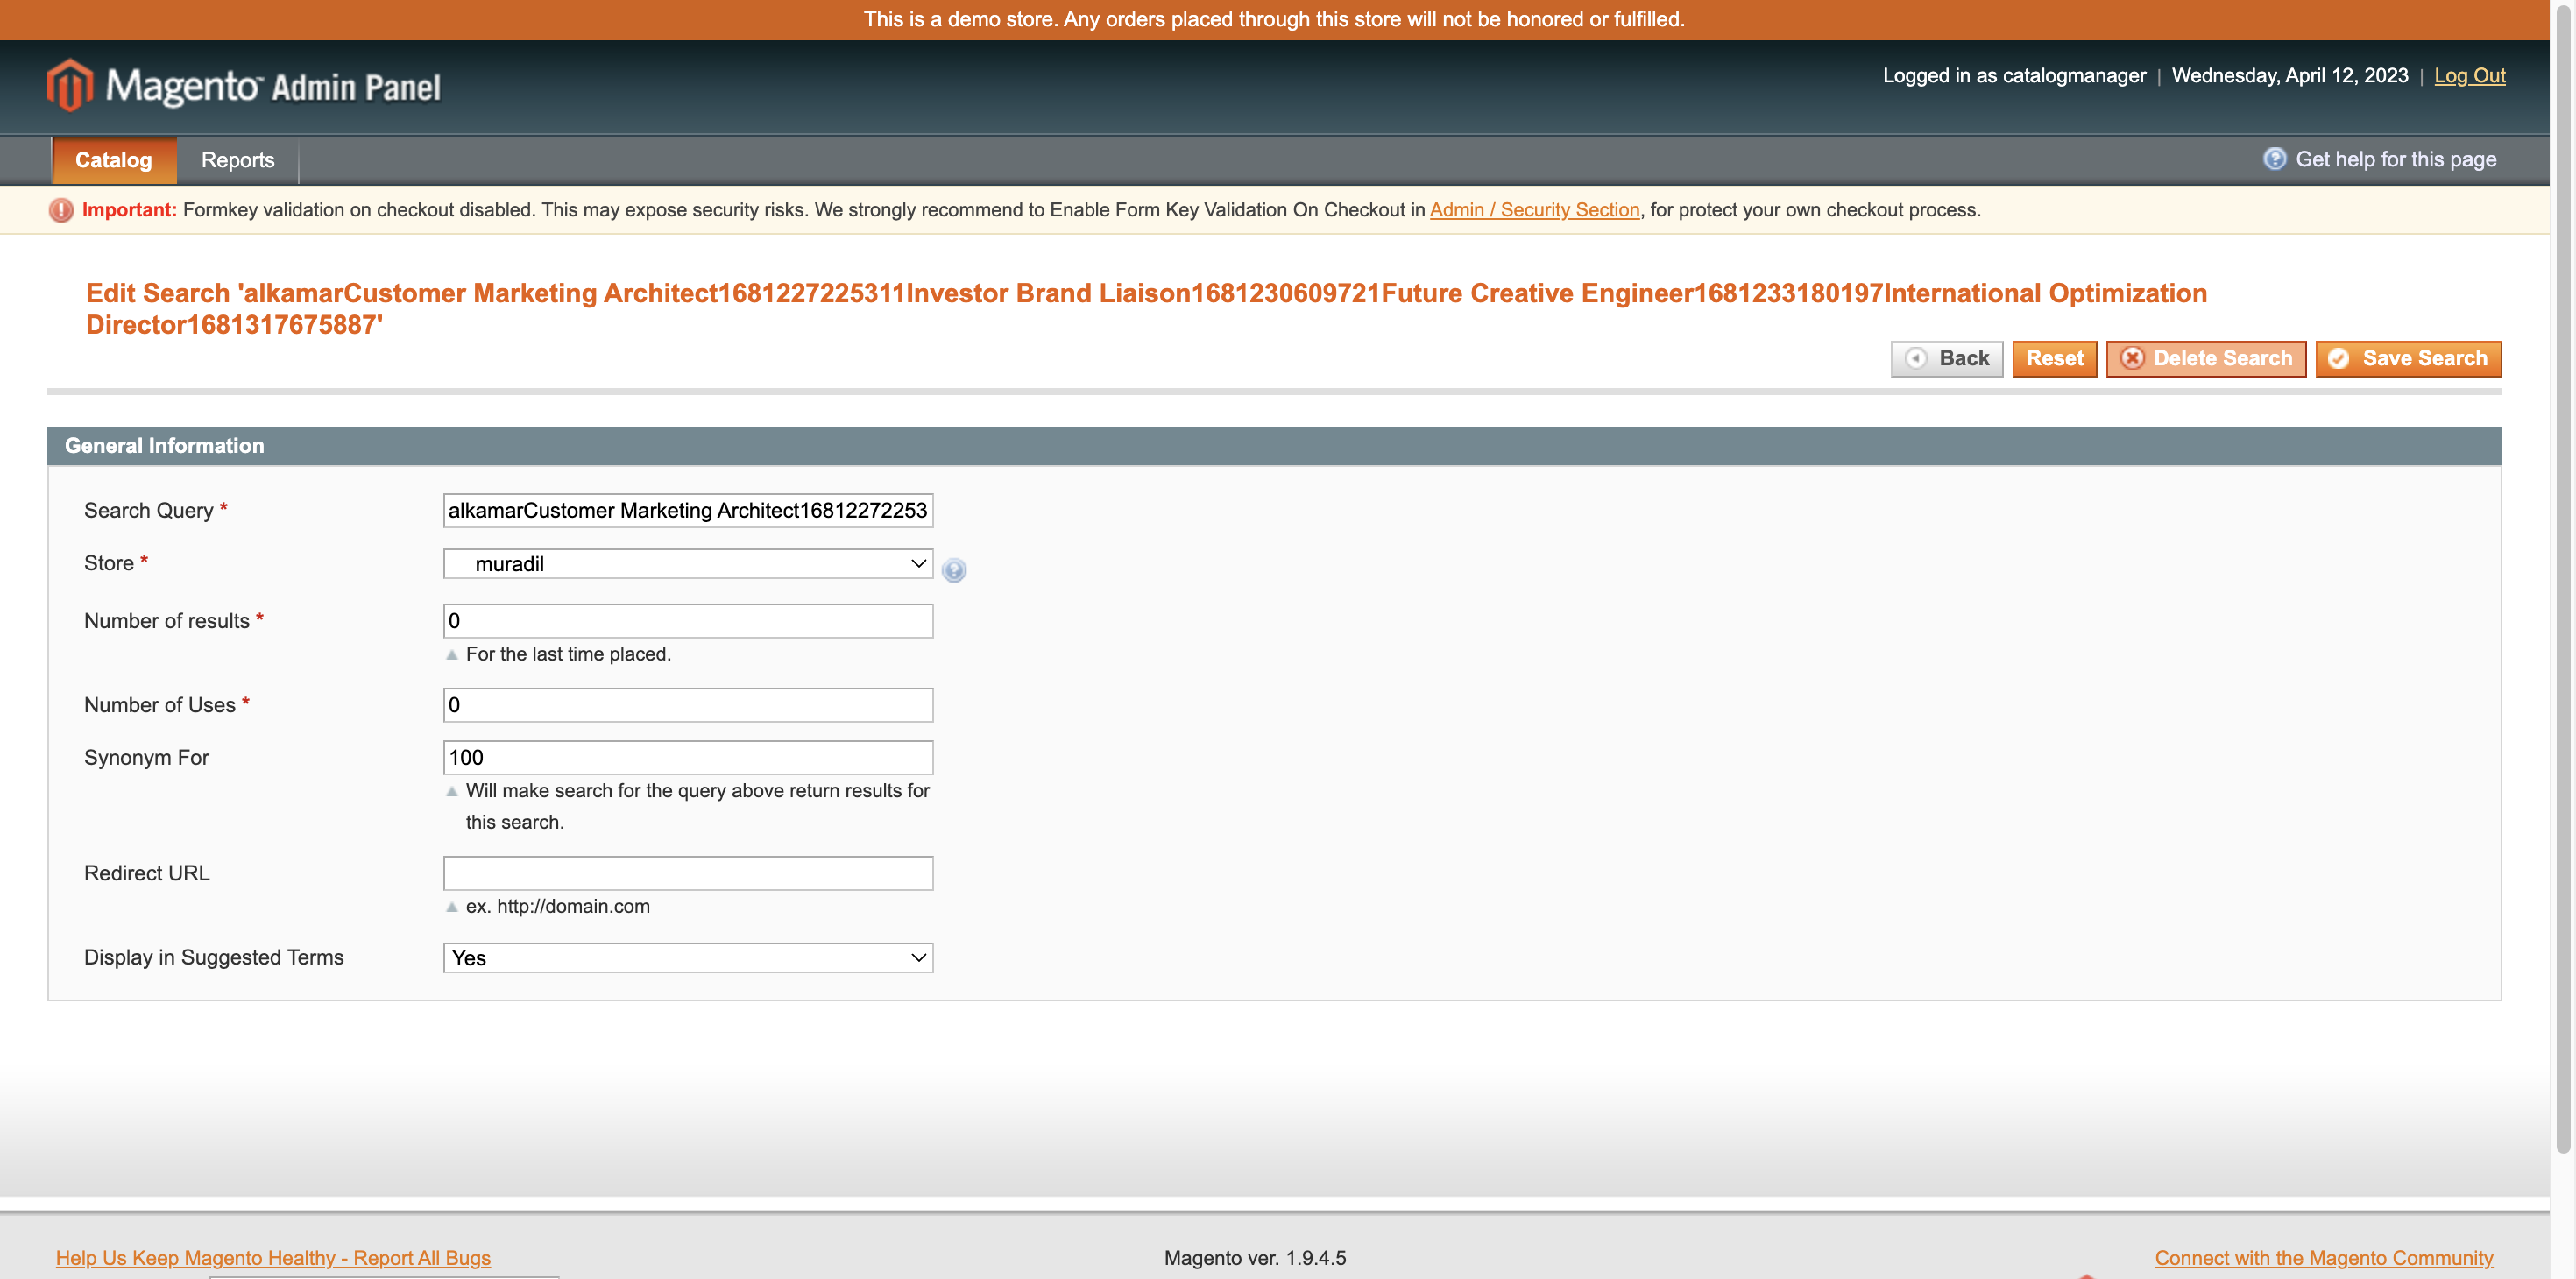 This is a demo store. Any orders placed through this store will not be honored or fulfilled.
Magento™ Admin Panel
Logged in as catalogmanager | Wednesday, April 12, 2023 | Log Out
Catalog
Reports
Get help for this page
Important: Formkey validation on checkout disabled. This may expose security risks. We strongly recommend to Enable Form Key Validation On Checkout in Admin / Security Section, for protect your own checkout process.
Edit Search 'alkamarCustomer Marketing Architect1681227225311Investor Brand Liaison1681230609721Future Creative Engineer1681233180197International Optimization
Director1681317675887'
Back
Reset
Delete Search
Save Search
General Information
Search Query *
alkamarCustomer Marketing Architect16812272253
Store *
muradil
Number of results *
0
For the last time placed.
Number of Uses *
0
Synonym For
100
Will make search for the query above return results for
this search.
Redirect URL
ex. http://domain.com
Display in Suggested Terms
Yes
Help Us Keep Magento Healthy - Report All Bugs
Magento ver. 1.9.4.5
Connect with the Magento Community